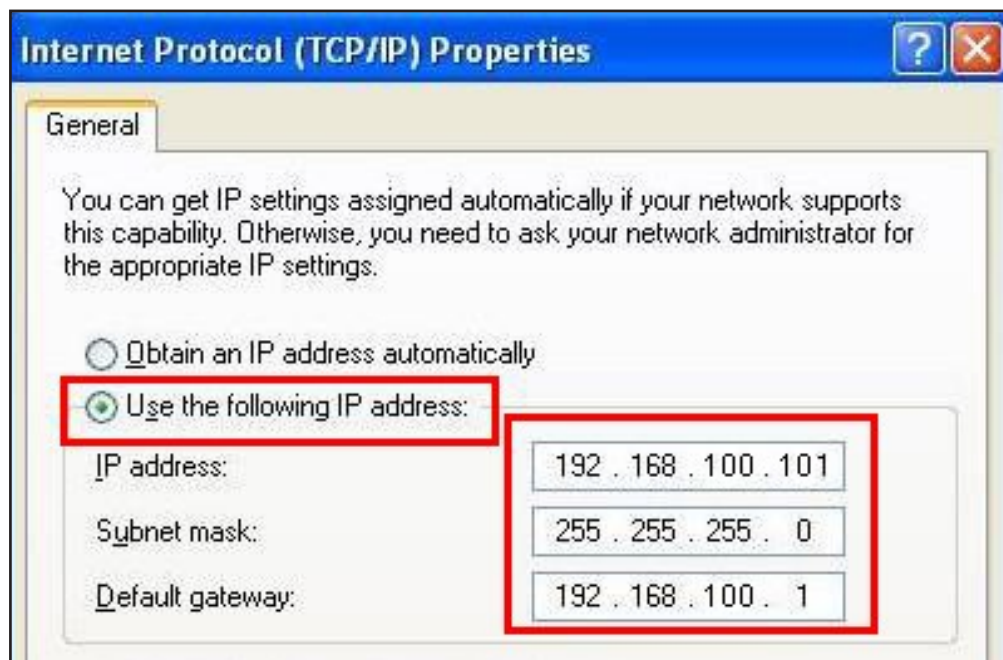 Internet Protocol (TCP/IP) Properties
General
You can get IP settings assigned automatically if your network supports
this capability. Otherwise, you need to ask your network administrator for
the appropriate IP settings.
Obtain an IP address automatically
Use the following IP address:
IP address: 192 . 168 . 100 . 101
Subnet mask: 255 . 255 . 255 . 0
Default gateway: 192 . 168 . 100 . 1